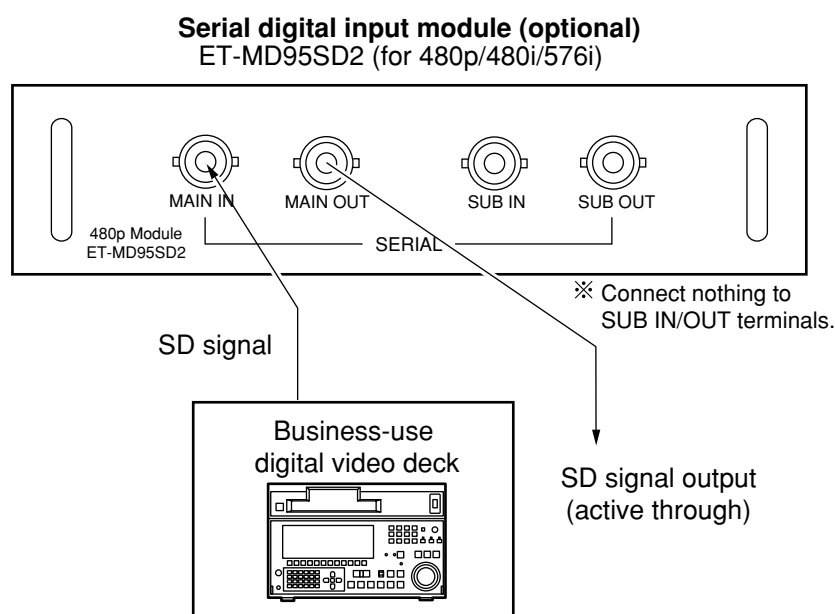 Serial digital input module (optional)
ET-MD95SD2 (for 480p/480i/576i)
MAIN IN
MAIN OUT
SUB IN
SUB OUT
480p Module
ET-MD95SD2
SERIAL
※ Connect nothing to
SUB IN/OUT terminals.
SD signal
Business-use
digital video deck
SD signal output
(active through)